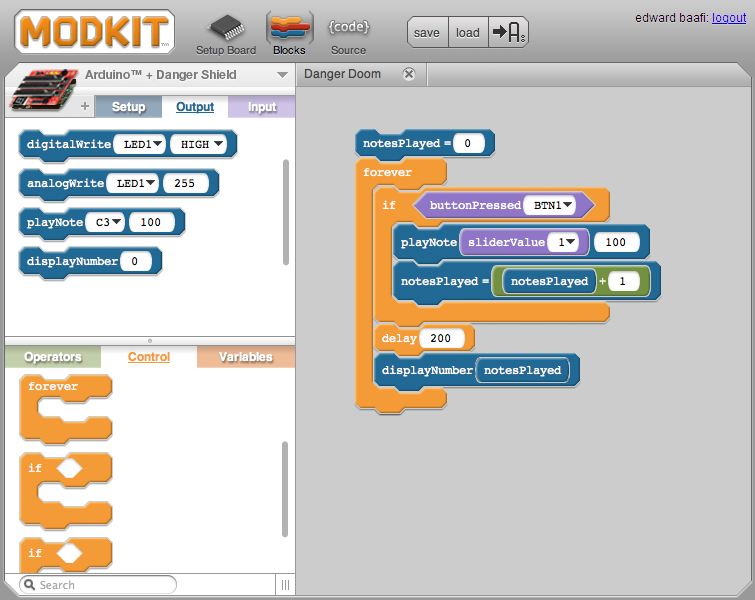 MODKIT™
Setup Board
Blocks
{code}
Source
save
load
A
edward baafi: logout
Arduino™ + Danger Shield
Danger Doom
+
Setup
Output
Input
digitalWrite LED1 HIGH
analogWrite LED1 255
playNote C3 100
displayNumber 0
Operators
Control
Variables
forever
if
if
Search
notesPlayed = 0
forever
if buttonPressed BTN1
playNote sliderValue 1 100
notesPlayed = notesPlayed + 1
delay 200
displayNumber notesPlayed